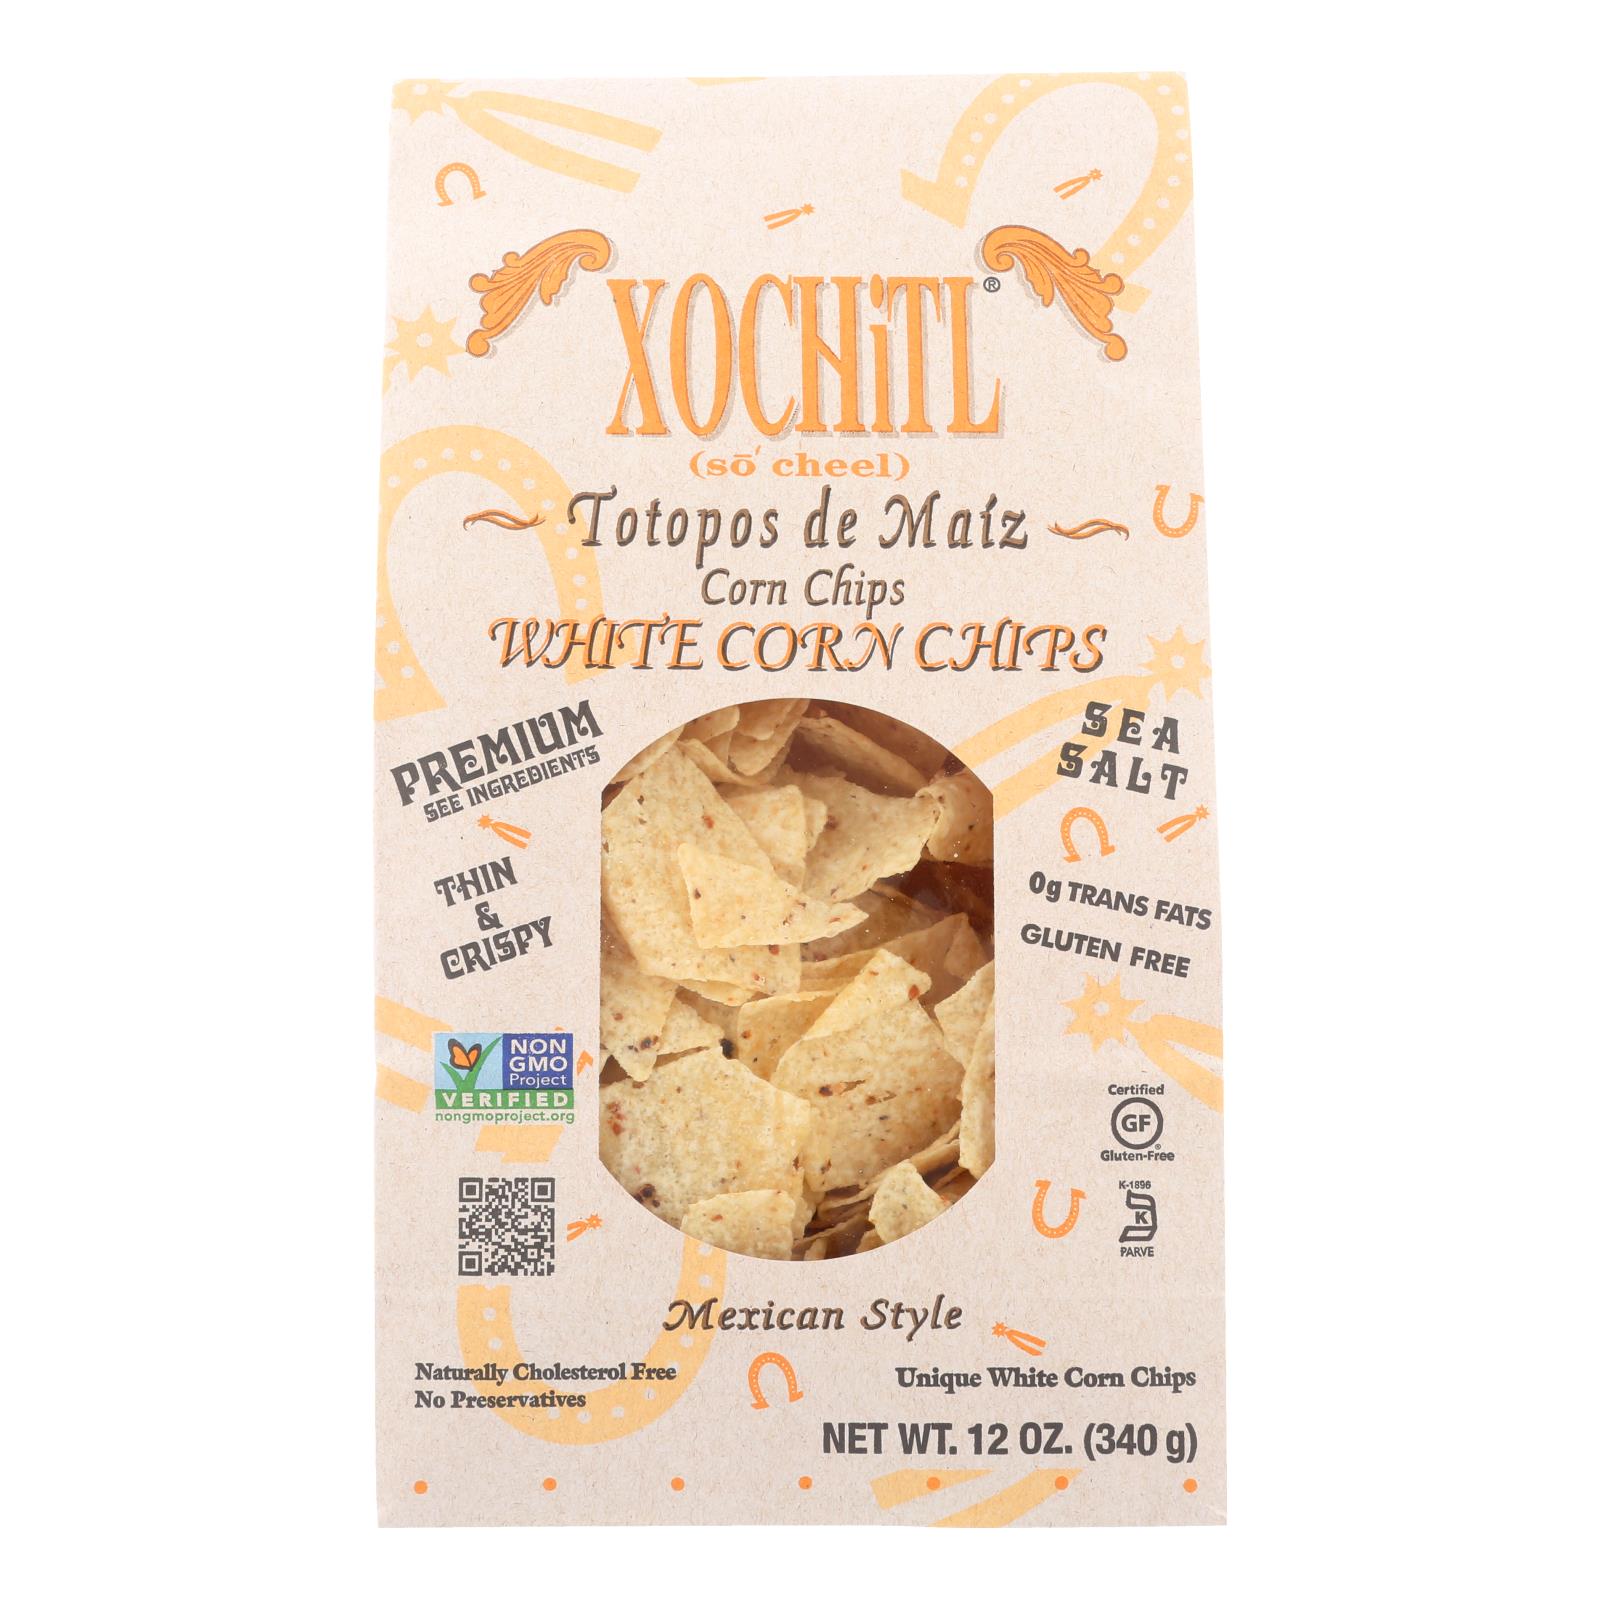 XOCHiTL®
(sō' cheel)
Totopos de Maíz
Corn Chips
WHITE CORN CHIPS
PREMIUM
SEE INGREDIENTS
SEA
SALT
THIN
&
CRISPY
0g TRANS FATS
GLUTEN FREE
NON
GMO
Project
VERIFIED
nongmoproject.org
Certified
GF
®
Gluten-Free
K-1896
K
PARVE
Mexican Style
Naturally Cholesterol Free
No Preservatives
Unique White Corn Chips
NET WT. 12 OZ. (340 g)